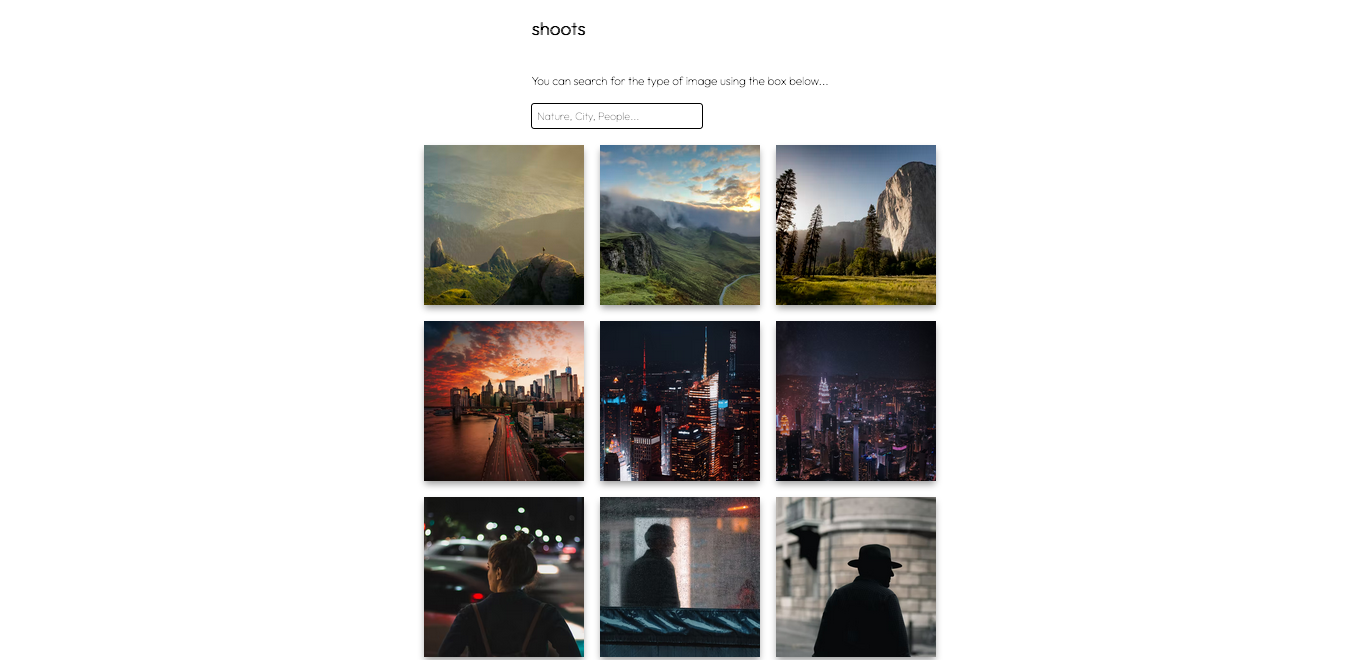 shoots
You can search for the type of image using the box below...
Nature, City, People...
H&M